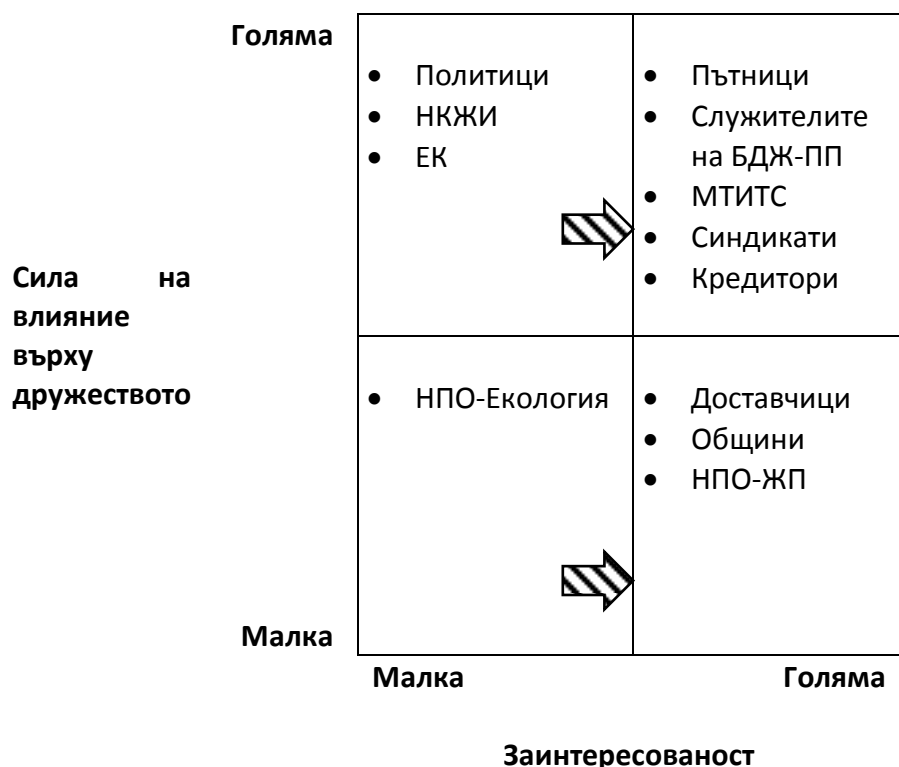 Голяма
• Политици
• НКЖИ
• ЕК
• Пътници
• Служителите
на БДЖ-ПП
• МТИТС
• Синдикати
• Кредитори
Сила на
влияние
върху
дружеството
• НПО-Екология
• Доставчици
• Общини
• НПО-ЖП
Малка
Малка
Голяма
Заинтересованост